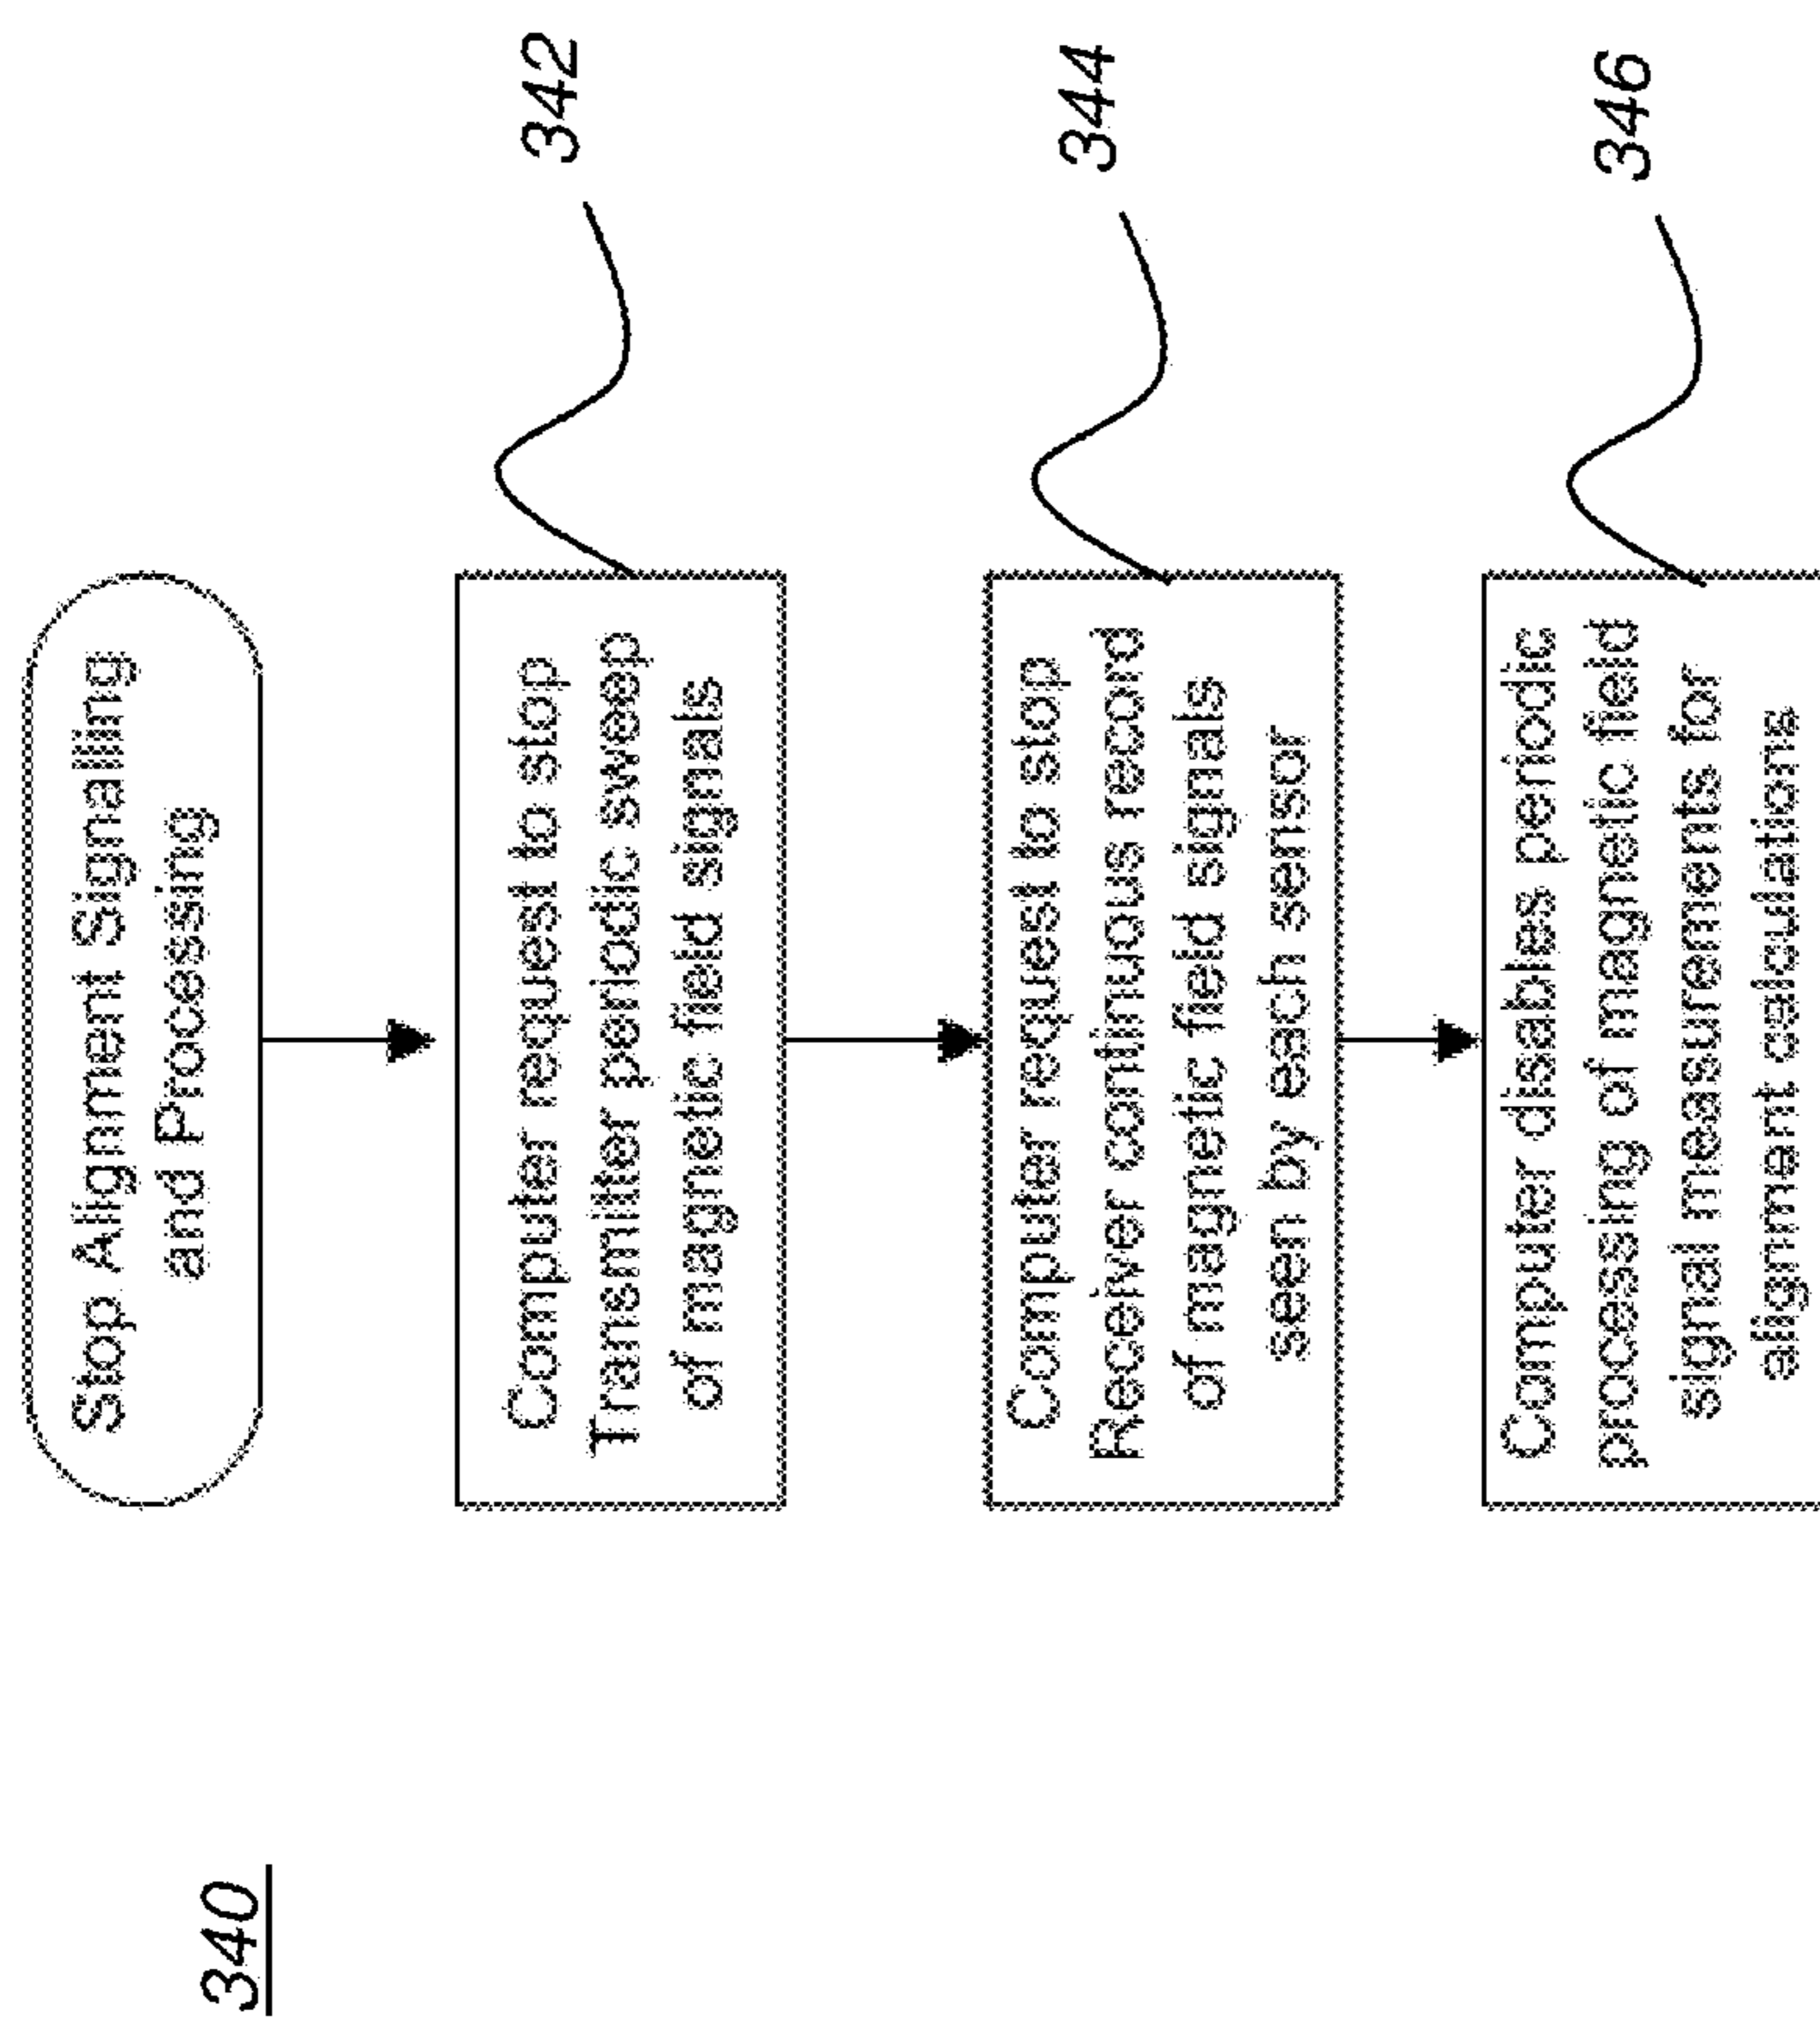 340
Stop Alignment Signalling
and Processing
342
Computer request to stop
Transmitter periodic sweep
of magnetic field signals
344
Computer request to stop
Receiver continuous record
of magnetic field signals
seen by each sensor
346
Computer disables periodic
processing of magnetic field
signal measurements for
alignment calculations